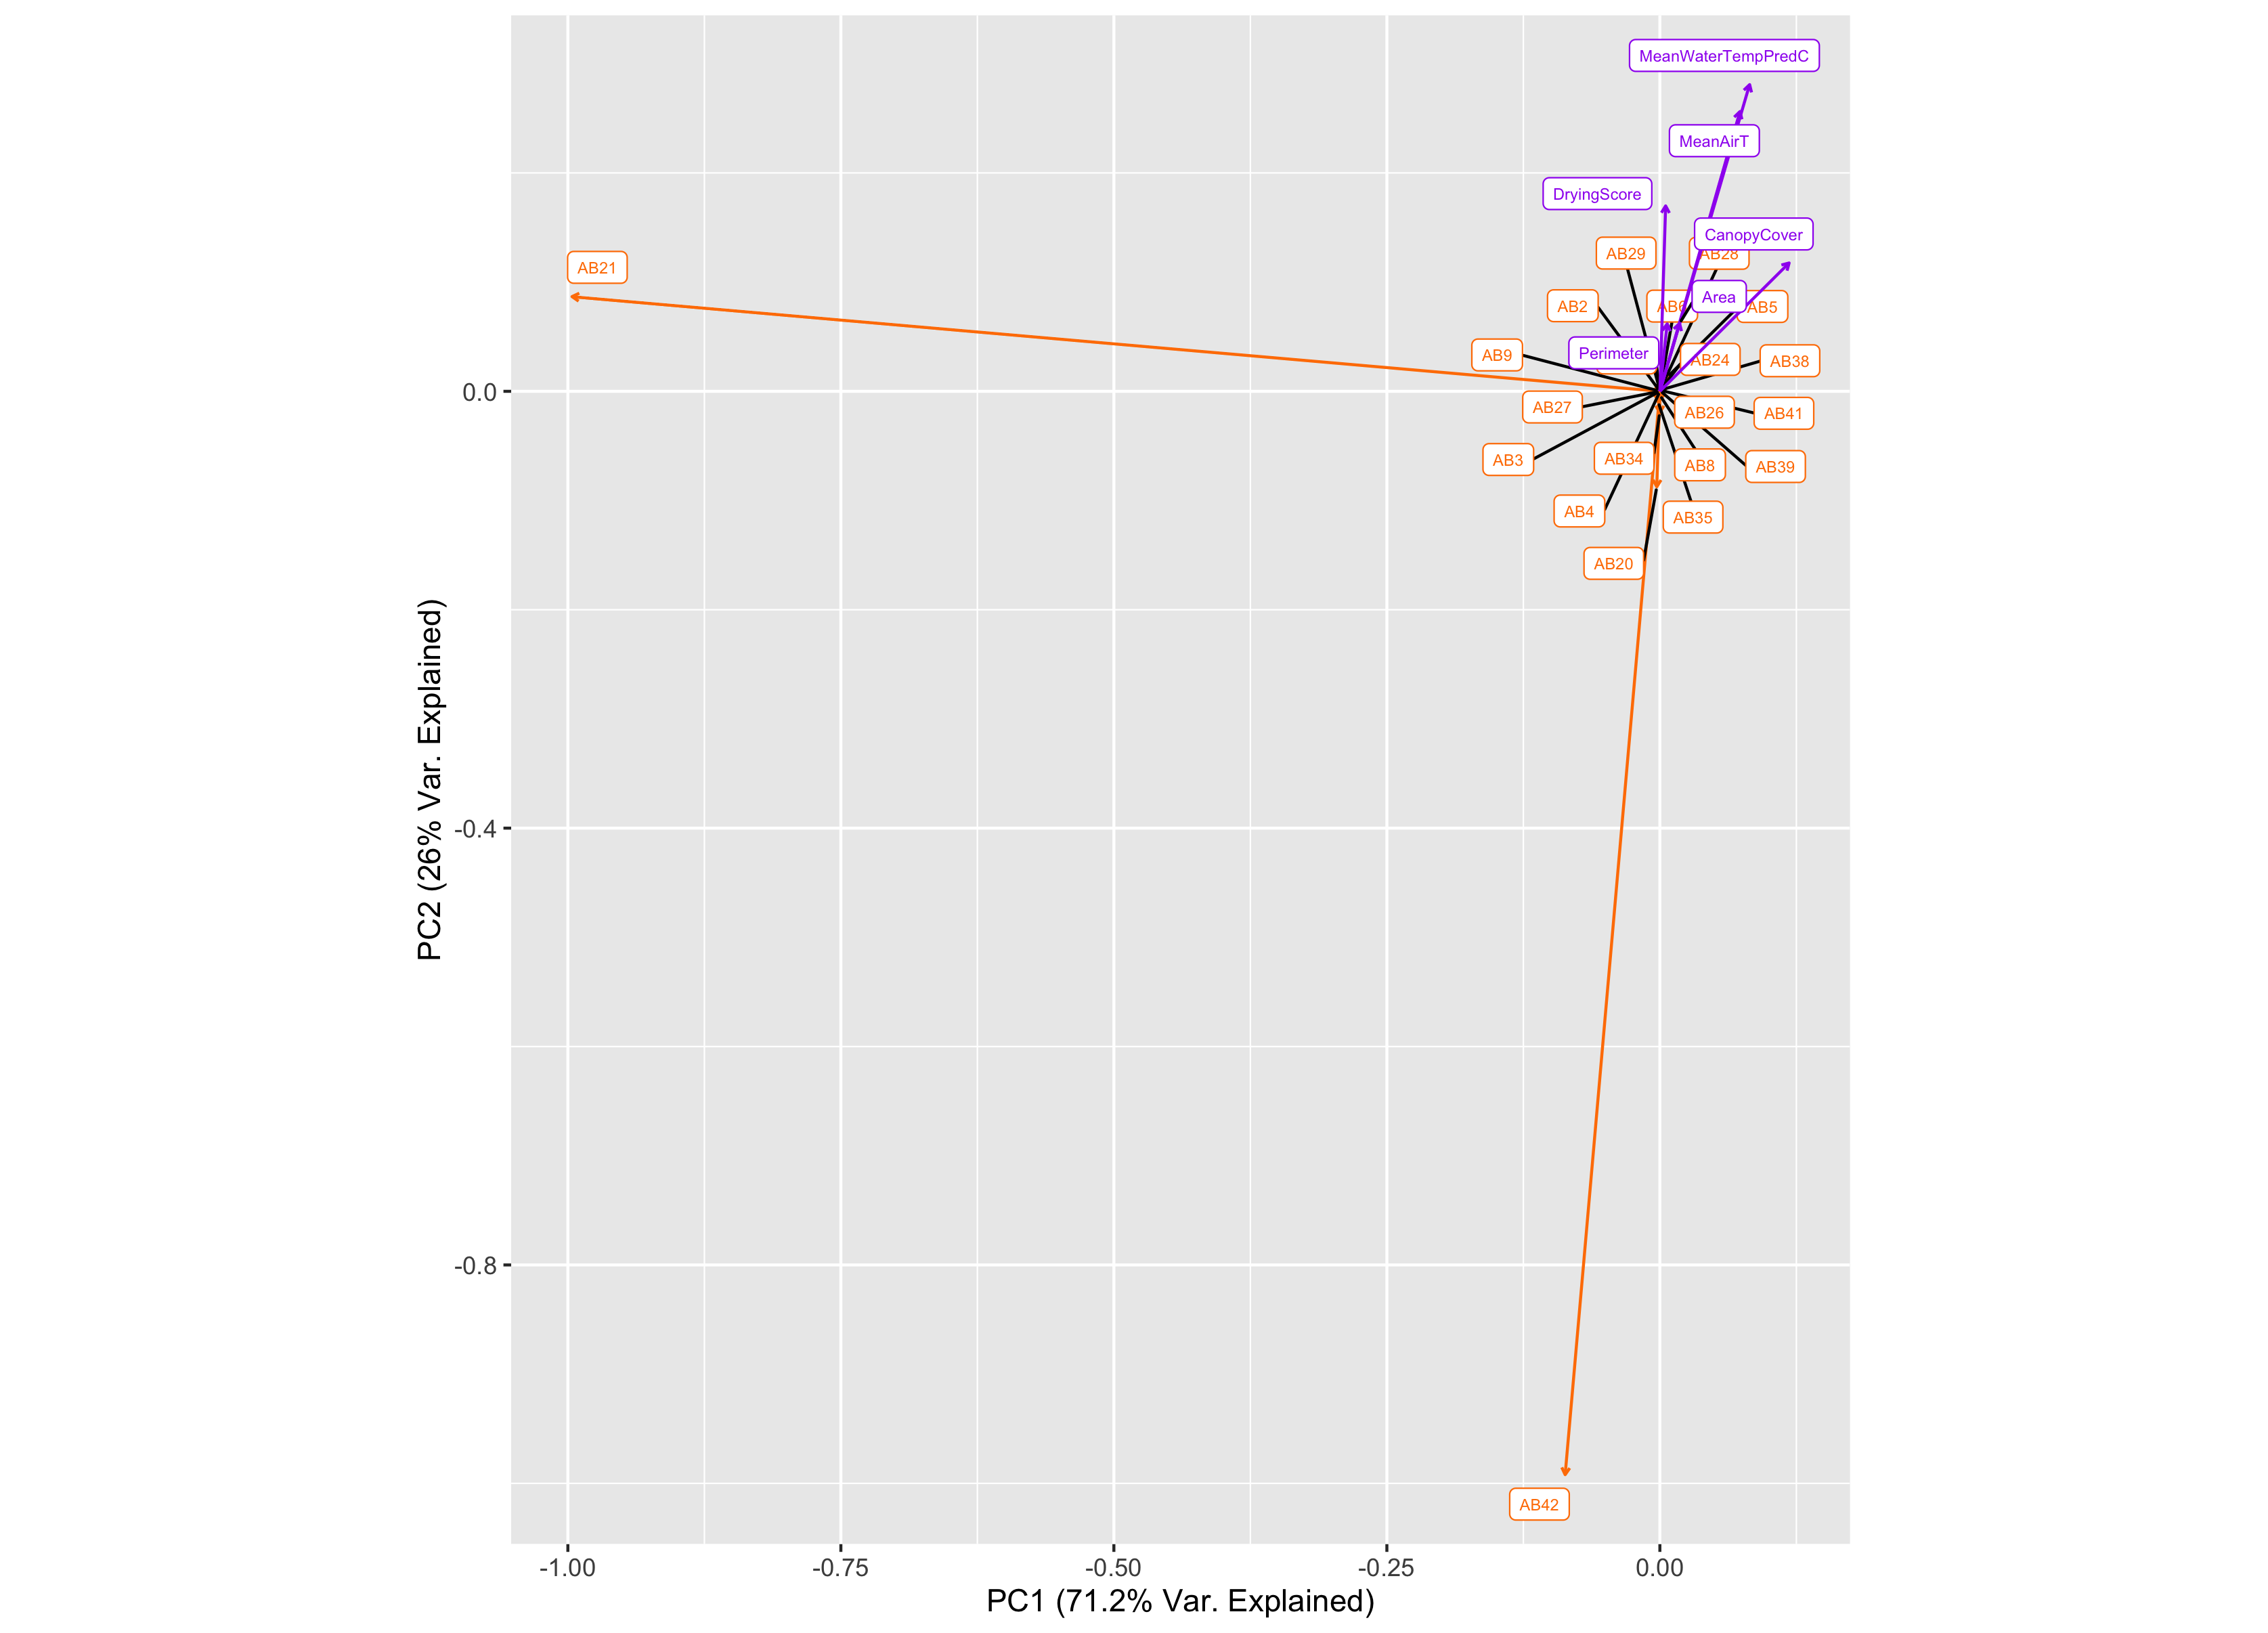 MeanWaterTempPredC
MeanAirT
DryingScore
CanopyCover
AB29
AB28
AB21
Area
AB2
AB6
AB5
Perimeter
AB9
AB24
AB38
0.0
AB27
AB26
AB41
AB3
AB34
AB8
AB39
AB4
AB35
AB20
PC2 (26% Var. Explained)
-0.4
-0.8
AB42
-1.00
-0.75
-0.50
-0.25
0.00
PC1 (71.2% Var. Explained)